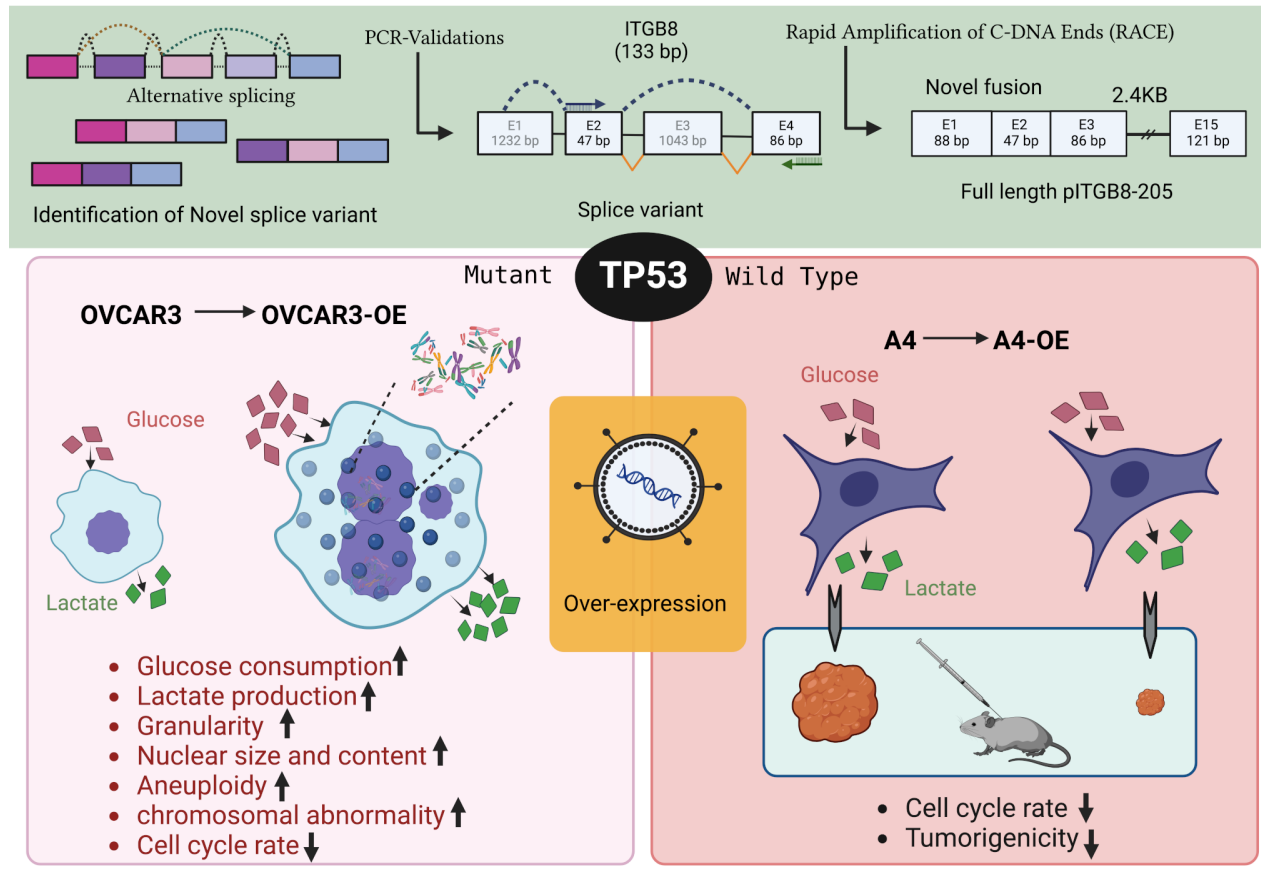 Alternative splicing
Identification of Novel splice variant
PCR-Validations
ITGB8
(133 bp)
E1
1232 bp
E2
47 bp
E3
1043 bp
E4
86 bp
Splice variant
Rapid Amplification of C-DNA Ends (RACE)
Novel fusion
2.4KB
E1
88 bp
E2
47 bp
E3
86 bp
E15
121 bp
Full length pITGB8-205
Mutant
TP53
Wild Type
OVCAR3
OVCAR3-OE
Glucose
Lactate
• Glucose consumption
• Lactate production
• Granularity
• Nuclear size and content
• Aneuploidy
• chromosomal abnormality
• Cell cycle rate
Over-expression
A4
A4-OE
Glucose
Lactate
• Cell cycle rate
• Tumorigenicity